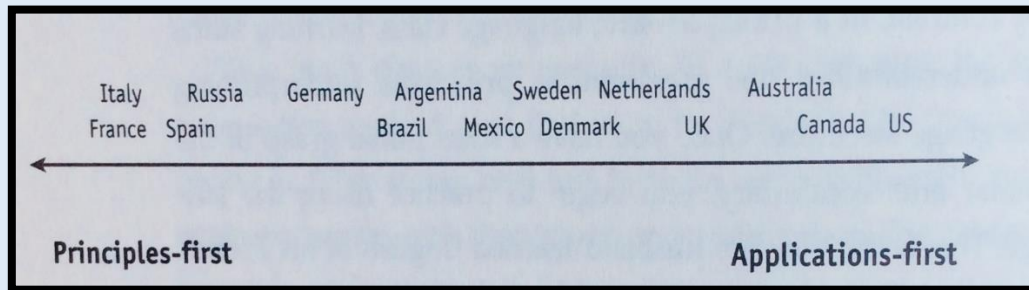 Italy Russia Germany Argentina Sweden Netherlands Australia
France Spain Brazil Mexico Denmark UK Canada US
Principles-first Applications-first